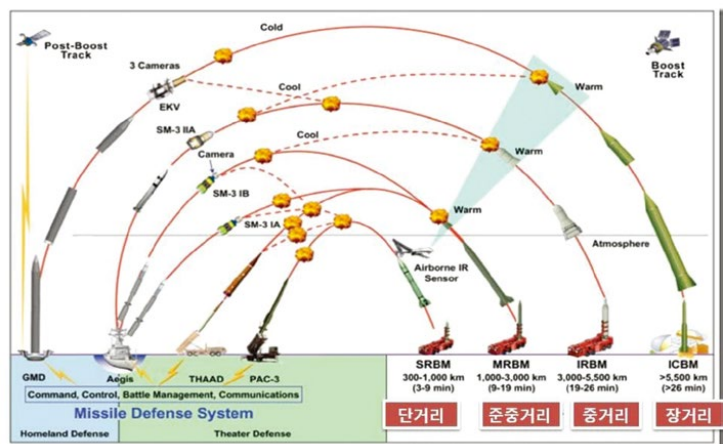 Post-Boost
Track
Cold
Boost
Track
3 Cameras
EKV
Cool
Warm
SM-3 IIA
Camera
Cool
Warm
SM-3 IB
Warm
SM-3 IA
Airborne IR
Sensor
Atmosphere
GMD
Aegis
THAAD
PAC-3
SRBM
300-1,000 km
(3-9 min)
MRBM
1,000-3,000 km
(9-19 min)
IRBM
3,000-5,500 km
(19-26 min)
ICBM
>5,500 km
(>26 min)
Command, Control, Battle Management, Communications
Missile Defense System
Homeland Defense
Theater Defense
단거리
준중거리
중거리
장거리